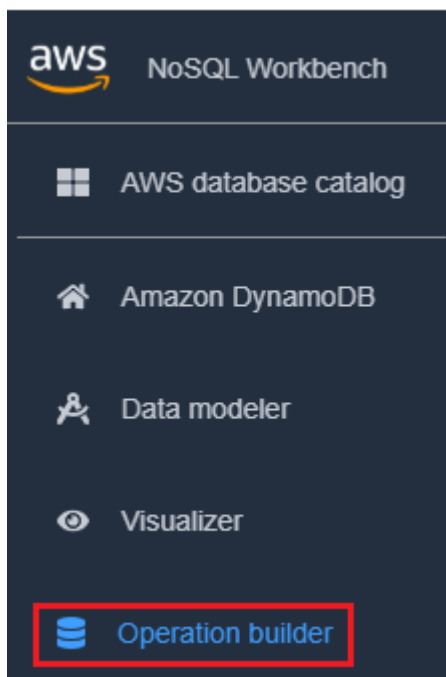 aws NoSQL Workbench
AWS database catalog
Amazon DynamoDB
Data modeler
Visualizer
Operation builder